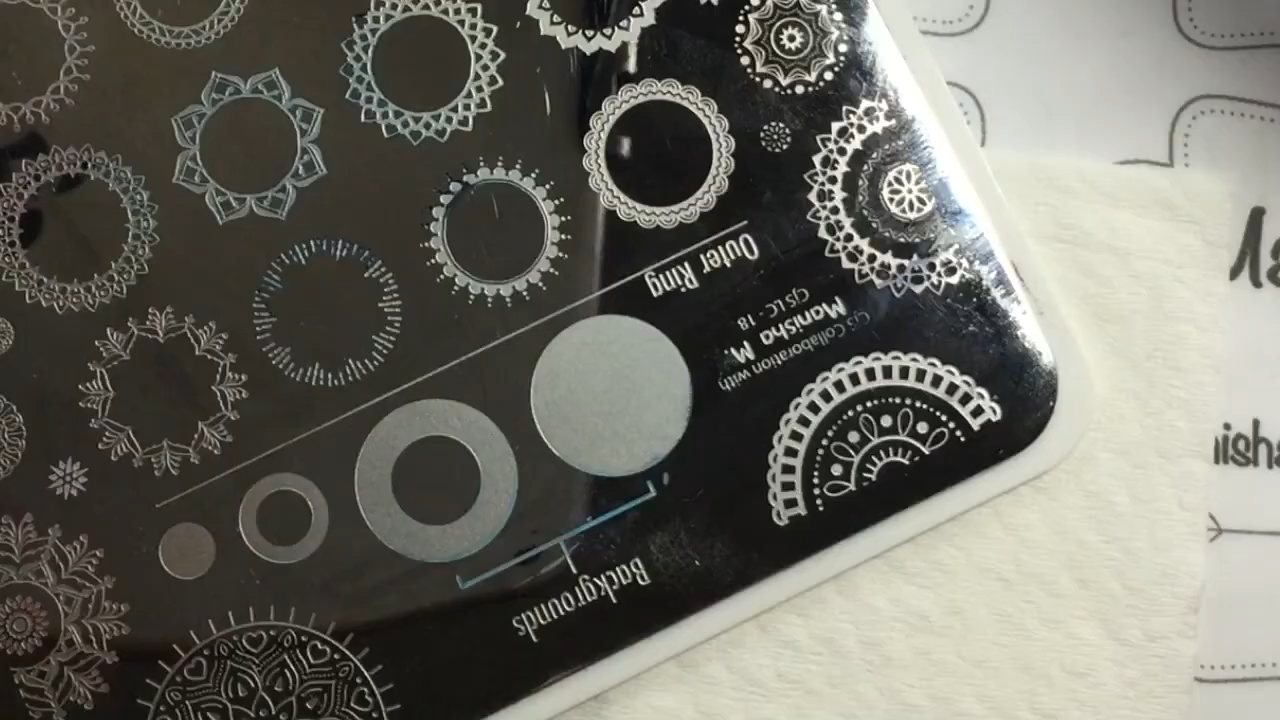 Outer Ring
CJS Collaboration with
Manisha M.
CJS LC - 18
Backgrounds